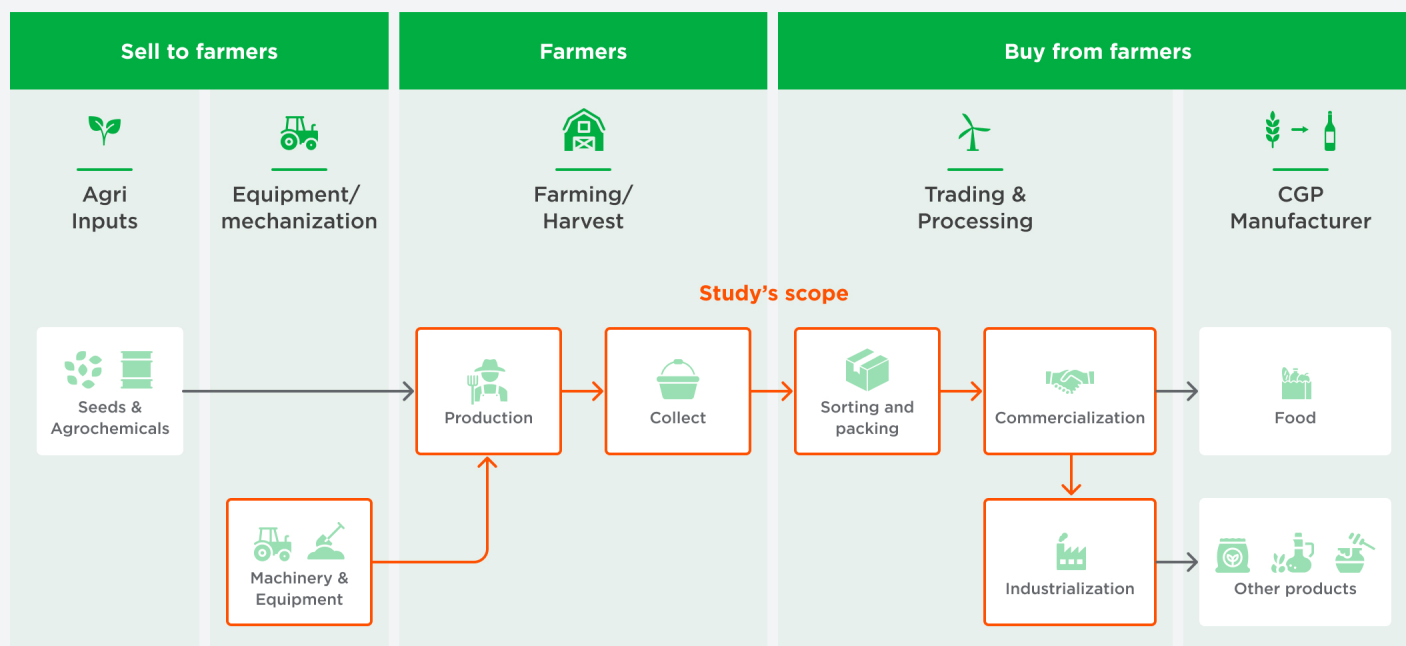 Sell to farmers
Farmers
Buy from farmers
Agri
Inputs
Equipment/
mechanization
Farming/
Harvest
Trading &
Processing
CGP
Manufacturer
Study's scope
Seeds &
Agrochemicals
Production
Collect
Sorting and
packing
Commercialization
Food
Machinery &
Equipment
Industrialization
Other products